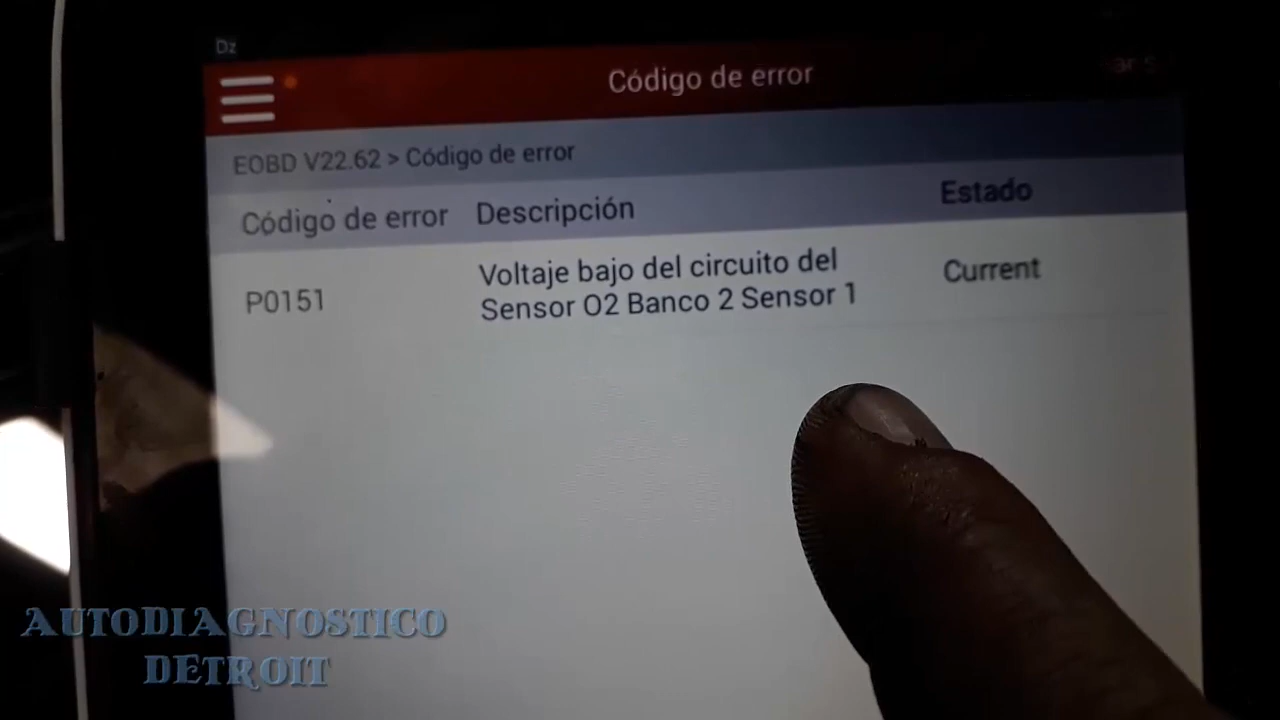 Dz
Código de error
EOBD V22.62 > Código de error
Código de error Descripción Estado
P0151 Voltaje bajo del circuito del Current
Sensor O2 Banco 2 Sensor 1
AUTODIAGNOSTICO
DETROIT